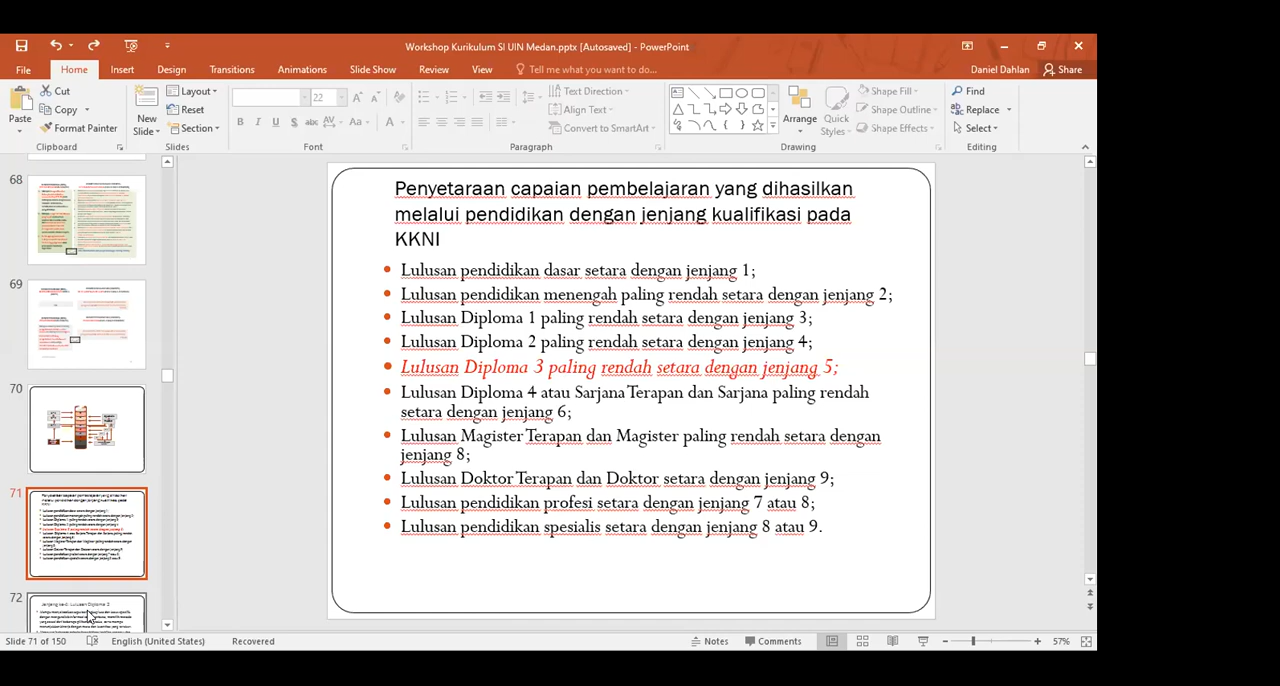 Workshop Kurikulum SI UIN Medan.pptx [Autosaved] - PowerPoint
File Home Insert Design Transitions Animations Slide Show Review View Tell me what you want to do... Daniel Dahlan Share
Paste
Cut
Copy
Format Painter
Clipboard
New
Slide
Layout
Reset
Section
Slides
22
B I U S abc AV Aa A
Font
Text Direction
Align Text
Convert to SmartArt
Paragraph
Arrange
Quick
Styles
Shape Fill
Shape Outline
Shape Effects
Drawing
Find
Replace
Select
Editing
68
69
70
71
72
Penyetaraan capaian pembelajaran yang dihasilkan
melalui pendidikan dengan jenjang kualifikasi pada
KKNI
• Lulusan pendidikan dasar setara dengan jenjang 1;
• Lulusan pendidikan menengah paling rendah setara dengan jenjang 2;
• Lulusan Diploma 1 paling rendah setara dengan jenjang 3;
• Lulusan Diploma 2 paling rendah setara dengan jenjang 4;
• Lulusan Diploma 3 paling rendah setara dengan jenjang 5;
• Lulusan Diploma 4 atau Sarjana Terapan dan Sarjana paling rendah
setara dengan jenjang 6;
• Lulusan Magister Terapan dan Magister paling rendah setara dengan
jenjang 8;
• Lulusan Doktor Terapan dan Doktor setara dengan jenjang 9;
• Lulusan pendidikan profesi setara dengan jenjang 7 atau 8;
• Lulusan pendidikan spesialis setara dengan jenjang 8 atau 9.
Slide 71 of 150 English (United States) Recovered Notes Comments 57%